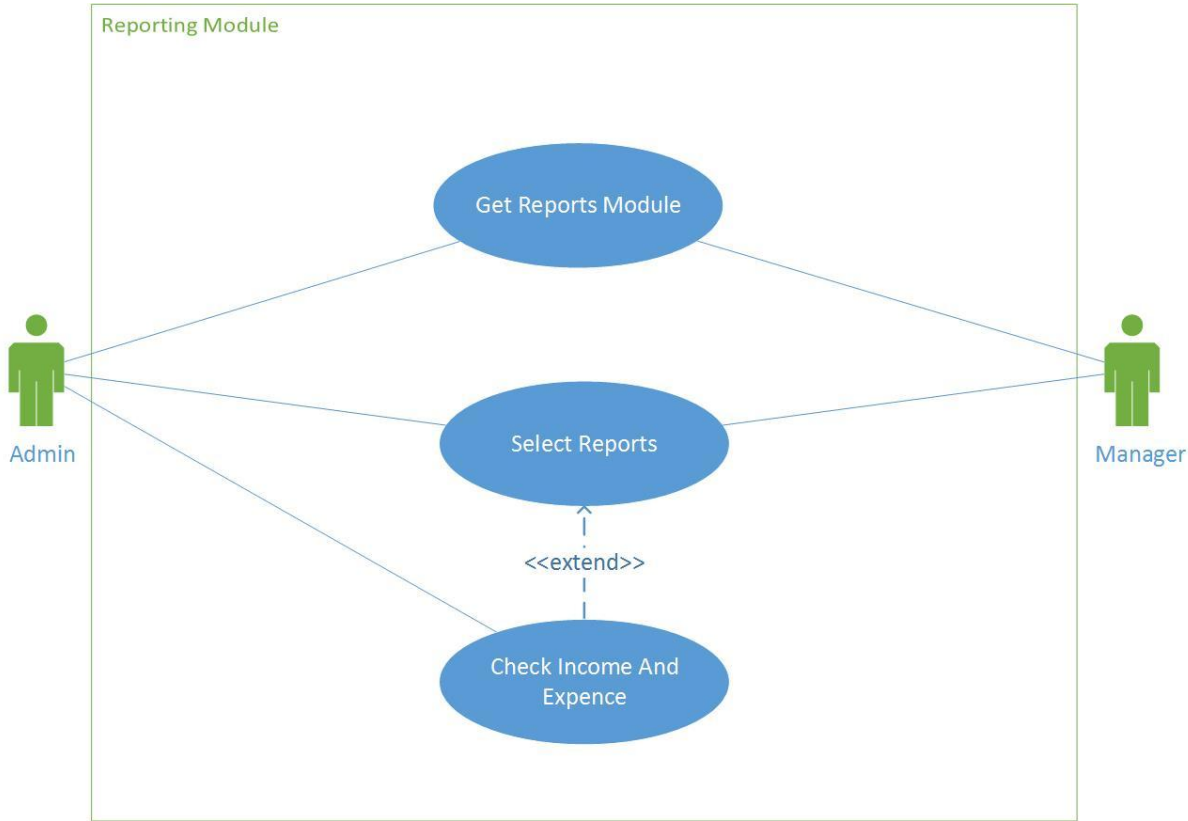 Reporting Module
Get Reports Module
Select Reports
Admin
Manager
<<extend>>
Check Income And
Expence